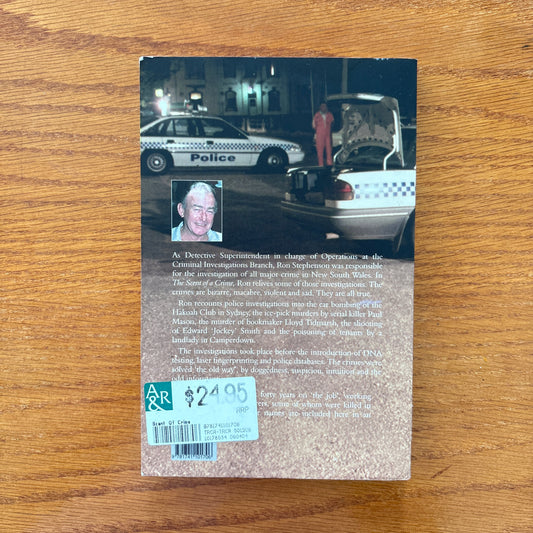 Police
As Detective Superintendent in charge of Operations at the
Criminal Investigations Branch, Ron Stephenson was responsible
for the investigation of all major crime in New South Wales. In
The Scent of a Crime, Ron relives some of those investigations. The
crimes are bizarre, macabre, violent and sad. They are all true.
Ron recounts police investigations into the car bombing of the
Hakoah Club in Sydney, the ice-pick murders by serial killer Paul
Mason, the murder of bookmaker Lloyd Tidmarsh, the shooting
of Edward 'Jockey' Smith and the poisoning of tenants by a
landlady in Camperdown.
The investigations took place before the introduction of DNA
testing, laser fingerprinting and police databases. The crimes were
solved 'the old way', by doggedness, suspicion, intuition and the
forty years on 'the job', working
some of whom were killed in
names are included here in an
A&R
$24.95
RRP
Scent Of Crime
9781741101706